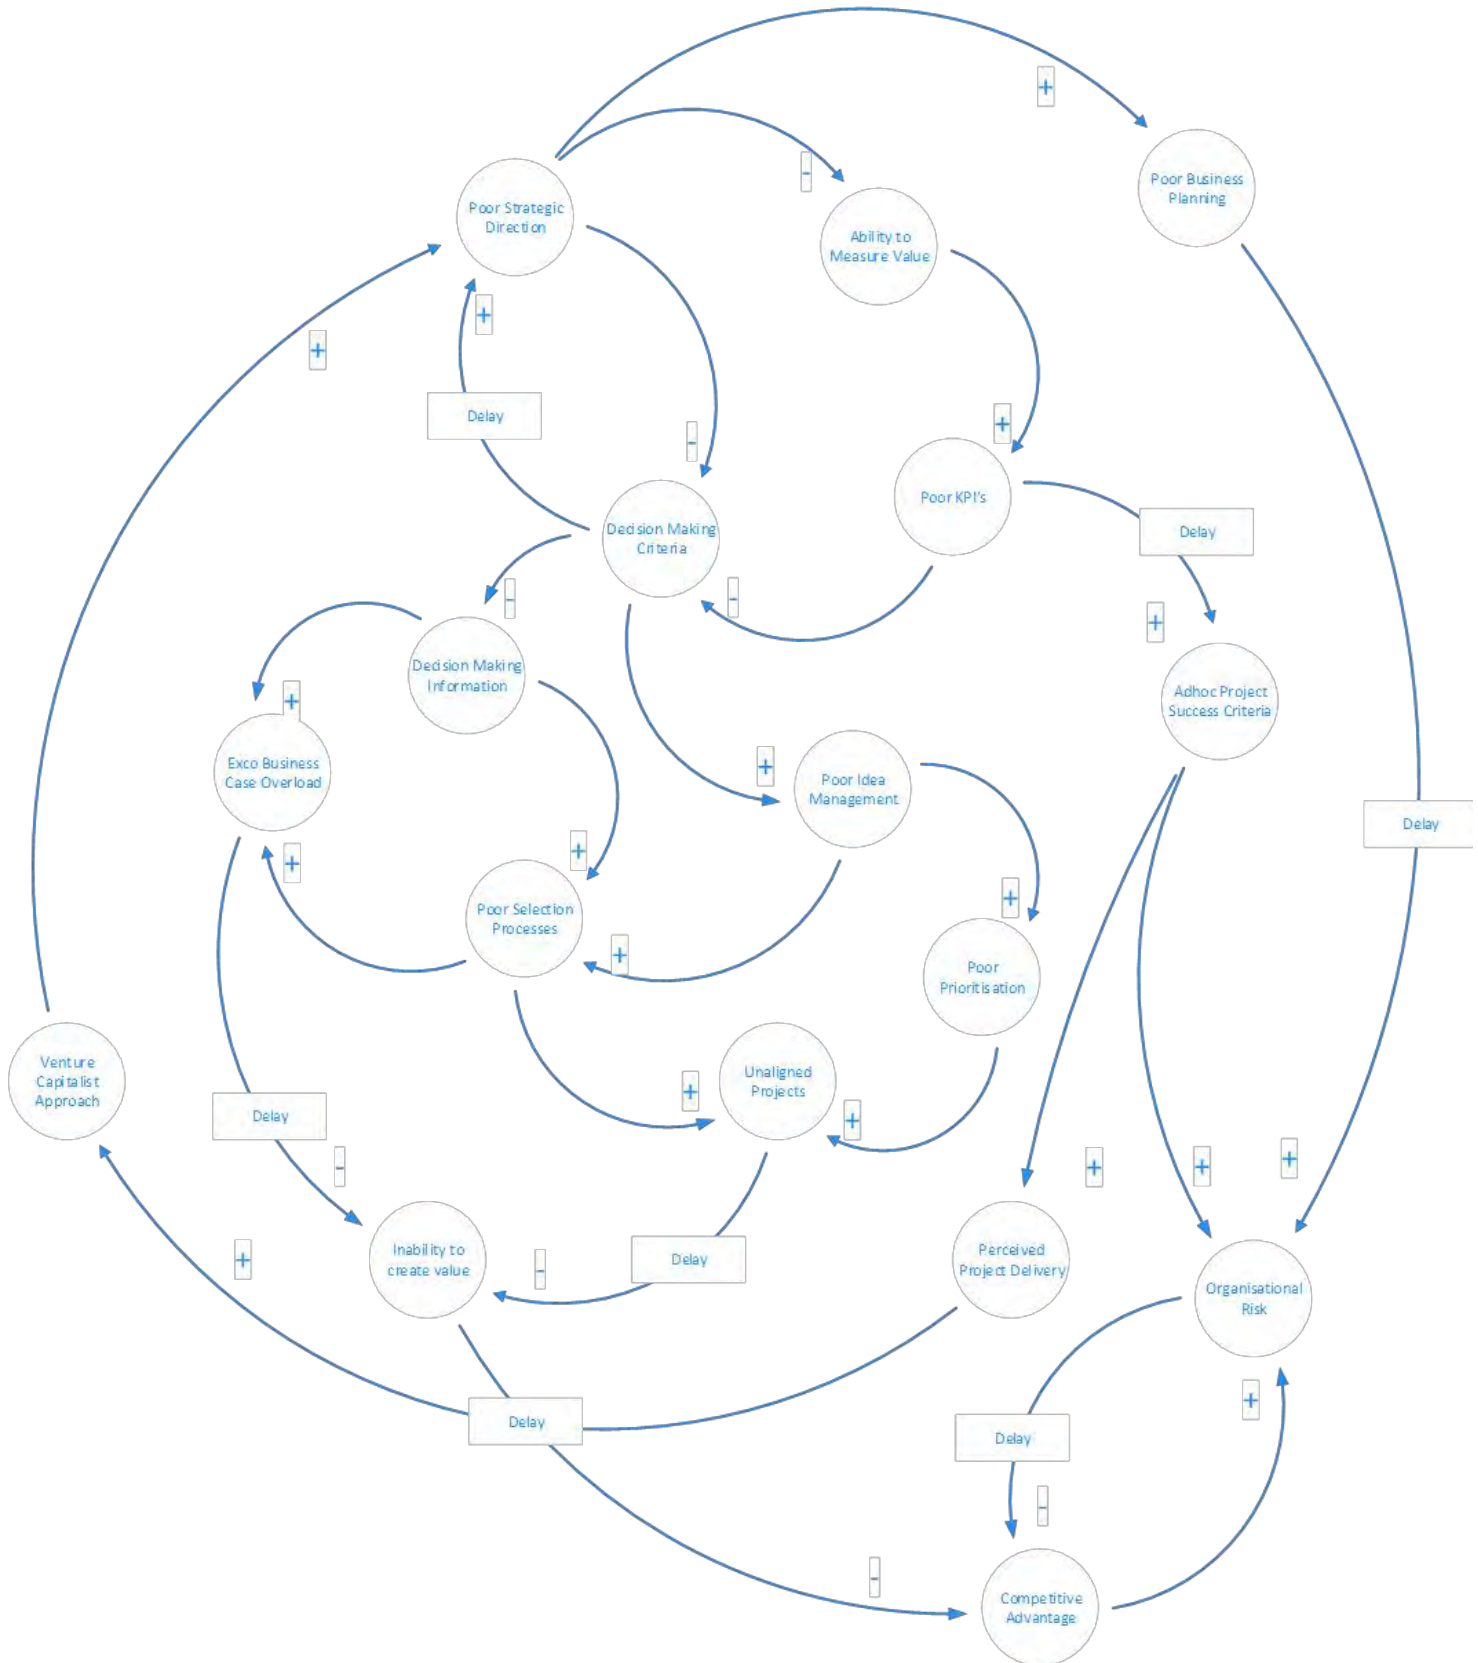 +
-
Poor Strategic
Direction
Poor Business
Planning
Ability to
Measure Value
+
+
Delay
-
+
Poor KPI's
Delay
Decision Making
Criteria
-
-
+
Decision Making
Information
Adhoc Project
Success Criteria
+
Exco Business
Case Overload
+
Poor Idea
Management
Delay
+
+
+
Poor Selection
Processes
+
Poor
Prioritisation
Venture
Capitalist
Approach
+
Unaligned
Projects
+
Delay
-
+
+
+
+
Inability to
create value
-
Delay
Perceived
Project Delivery
Organisational
Risk
+
Delay
Delay
-
-
Competitive
Advantage